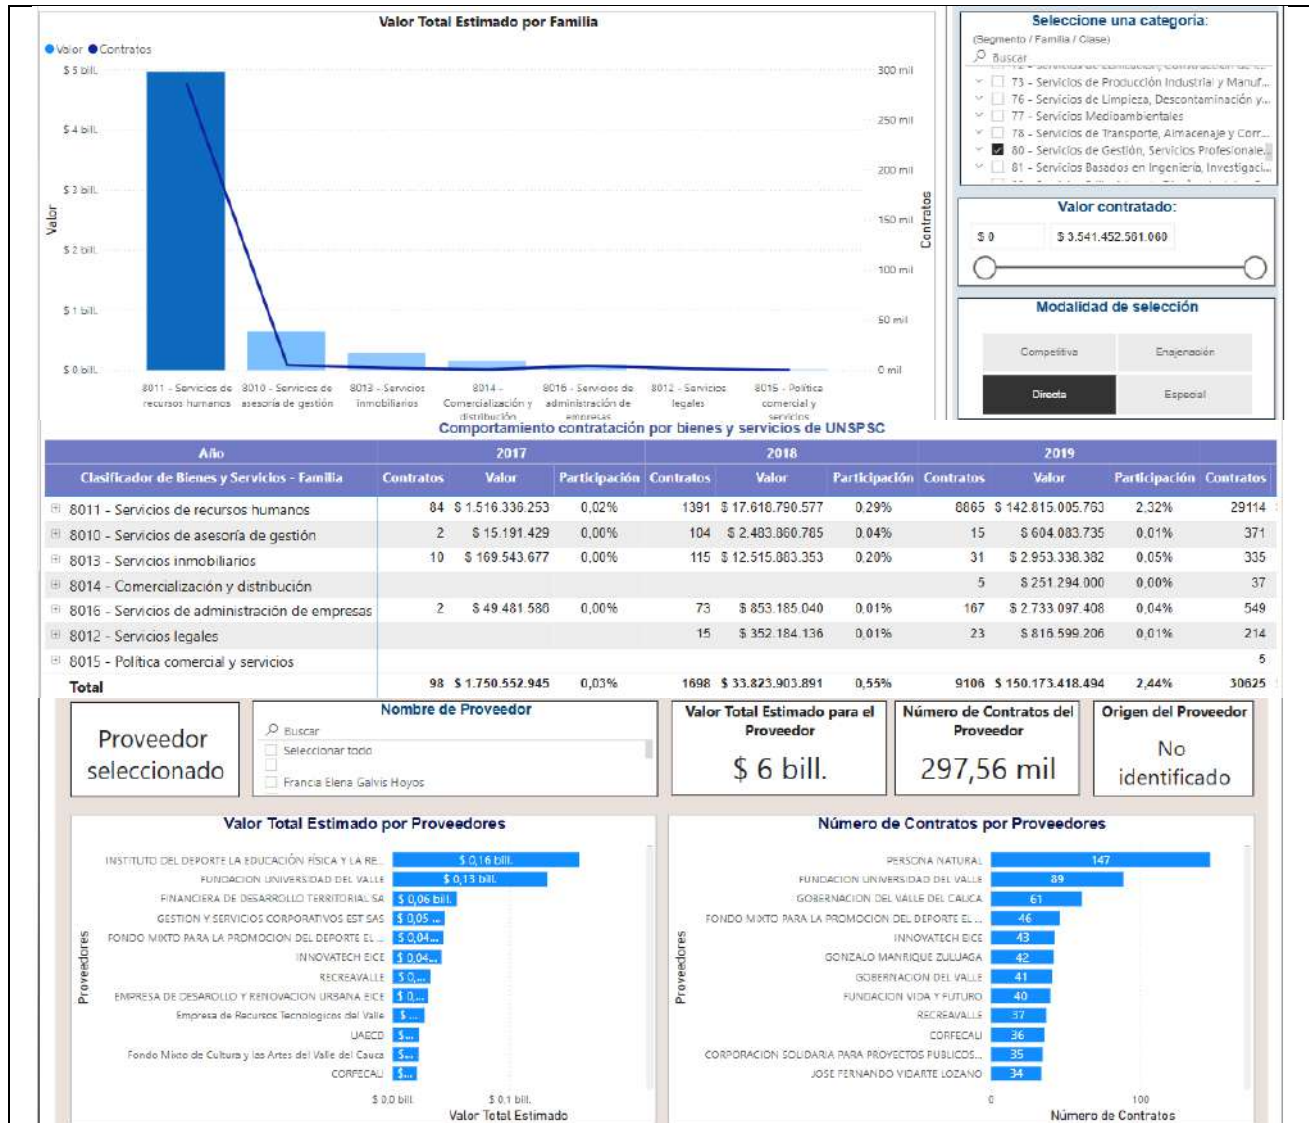 Valor Total Estimado por Familia
Valor Contratos
$ 5 bill.
$ 4 bill.
$ 3 bill.
$ 2 bill.
$ 1 bill.
$ 0 bill.
Valor
300 mil
250 mil
200 mil
150 mil
100 mil
50 mil
0 mil
Contratos
8011 - Servicios de recursos humanos
8010 - Servicios de asesoría de gestión
8013 - Servicios inmobiliarios
8014 - Comercialización y distribución
8016 - Servicios de administración de empresas
8012 - Servicios legales
8015 - Política comercial y servicios
Seleccione una categoría:
(Segmento / Familia / Clase)
Buscar
73 - Servicios de Producción Industrial y Manuf...
76 - Servicios de Limpieza, Descontaminación y...
77 - Servicios Medioambientales
78 - Servicios de Transporte, Almacenaje y Corr...
80 - Servicios de Gestión, Servicios Profesionale...
81 - Servicios Basados en Ingeniería, Investigaci...
Valor contratado:
$ 0 $ 3.541.452.561.060
Modalidad de selección
Competitiva Enajenación
Directa Especial
Comportamiento contratación por bienes y servicios de UNSPSC
Año 2017 2018 2019
Clasificador de Bienes y Servicios - Familia Contratos Valor Participación Contratos Valor Participación Contratos Valor Participación Contratos
8011 - Servicios de recursos humanos 84 $ 1.516.336.253 0,02% 1391 $ 17.618.790.577 0,29% 8865 $ 142.815.005.763 2,32% 29114
8010 - Servicios de asesoría de gestión 2 $ 15.191.429 0,00% 104 $ 2.483.860.785 0,04% 15 $ 604.083.735 0,01% 371
8013 - Servicios inmobiliarios 10 $ 169.543.677 0,00% 115 $ 12.515.883.353 0,20% 31 $ 2.953.338.382 0,05% 335
8014 - Comercialización y distribución 5 $ 251.294.000 0,00% 37
8016 - Servicios de administración de empresas 2 $ 49.481.586 0,00% 73 $ 853.185.040 0,01% 167 $ 2.733.097.408 0,04% 549
8012 - Servicios legales 15 $ 352.184.136 0,01% 23 $ 816.599.206 0,01% 214
8015 - Política comercial y servicios 5
Total 98 $ 1.750.552.945 0,03% 1698 $ 33.823.903.891 0,55% 9106 $ 150.173.418.494 2,44% 30625
Proveedor seleccionado
Nombre de Proveedor
Buscar
Seleccionar todo
Francia Elena Galvis Hoyos
Valor Total Estimado para el Proveedor
$ 6 bill.
Número de Contratos del Proveedor
297,56 mil
Origen del Proveedor
No identificado
Valor Total Estimado por Proveedores
Proveedores
INSTITUTO DEL DEPORTE LA EDUCACIÓN FÍSICA Y LA RE... $ 0,16 bill.
FUNDACION UNIVERSIDAD DEL VALLE $ 0,13 bill.
FINANCIERA DE DESARROLLO TERRITORIAL SA $ 0,06 bill.
GESTION Y SERVICIOS CORPORATIVOS EST SAS $ 0,05 ...
FONDO MIXTO PARA LA PROMOCION DEL DEPORTE EL ... $ 0,04...
INNOVATECH EICE $ 0,04...
RECREAVALLE $ 0,...
EMPRESA DE DESAROLLO Y RENOVACION URBANA EICE $ 0,...
Empresa de Recursos Tecnologicos del Valle $ ...
UAECD $...
Fondo Mixto de Cultura y las Artes del Valle del Cauca $...
CORFECALI $...
$ 0,0 bill. $ 0,1 bill.
Valor Total Estimado
Número de Contratos por Proveedores
Proveedores
PERSONA NATURAL 147
FUNDACION UNIVERSIDAD DEL VALLE 89
GOBERNACION DEL VALLE DEL CAUCA 61
FONDO MIXTO PARA LA PROMOCION DEL DEPORTE EL ... 46
INNOVATECH EICE 43
GONZALO MANRIQUE ZULUAGA 42
GOBERNACION DEL VALLE 41
FUNDACION VIDA Y FUTURO 40
RECREAVALLE 37
CORFECALI 36
CORPORACION SOLIDARIA PARA PROYECTOS PUBLICOS... 35
JOSE FERNANDO VIDARTE LOZANO 34
0 100
Número de Contratos